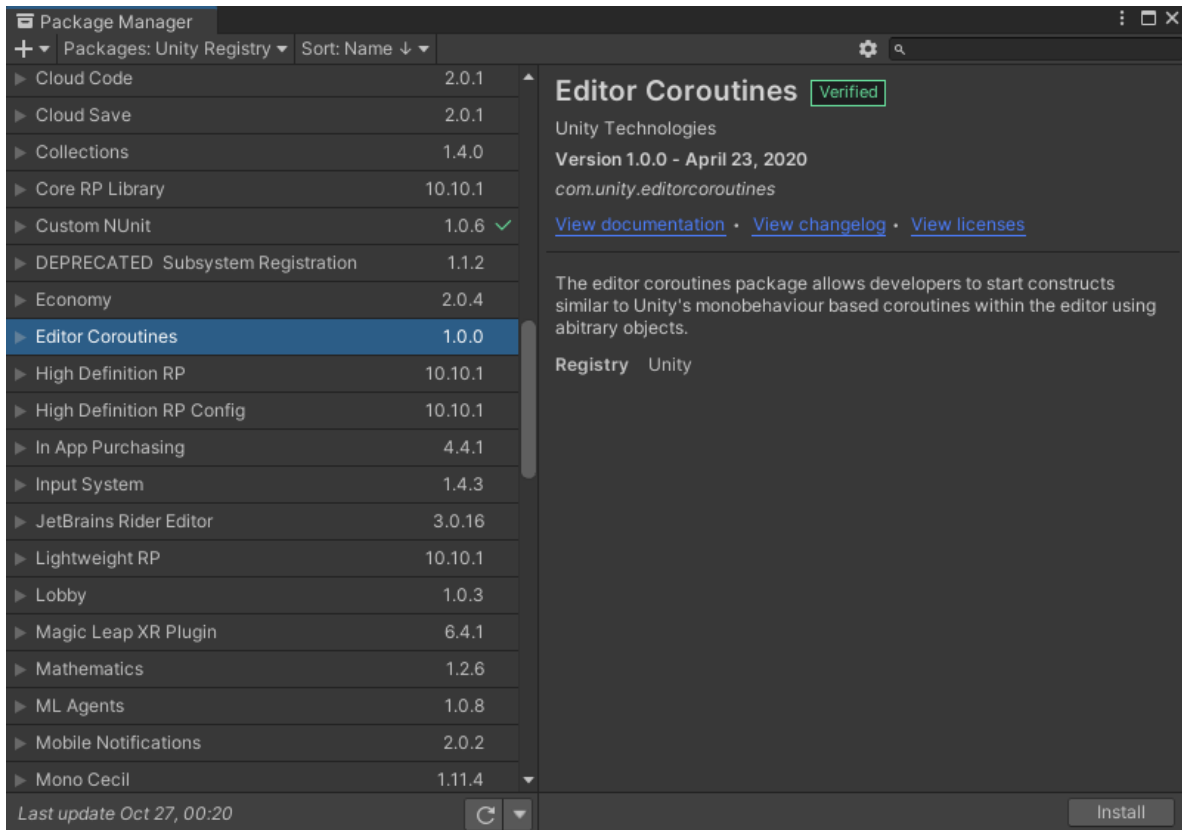 Package Manager
Packages: Unity Registry Sort: Name ↓
Cloud Code 2.0.1
Cloud Save 2.0.1
Collections 1.4.0
Core RP Library 10.10.1
Custom NUnit 1.0.6 ✓
DEPRECATED Subsystem Registration 1.1.2
Economy 2.0.4
Editor Coroutines 1.0.0
High Definition RP 10.10.1
High Definition RP Config 10.10.1
In App Purchasing 4.4.1
Input System 1.4.3
JetBrains Rider Editor 3.0.16
Lightweight RP 10.10.1
Lobby 1.0.3
Magic Leap XR Plugin 6.4.1
Mathematics 1.2.6
ML Agents 1.0.8
Mobile Notifications 2.0.2
Mono Cecil 1.11.4
Last update Oct 27, 00:20
Editor Coroutines Verified
Unity Technologies
Version 1.0.0 - April 23, 2020
com.unity.editorcoroutines
View documentation • View changelog • View licenses
The editor coroutines package allows developers to start constructs
similar to Unity's monobehaviour based coroutines within the editor using
abitrary objects.
Registry Unity
Install